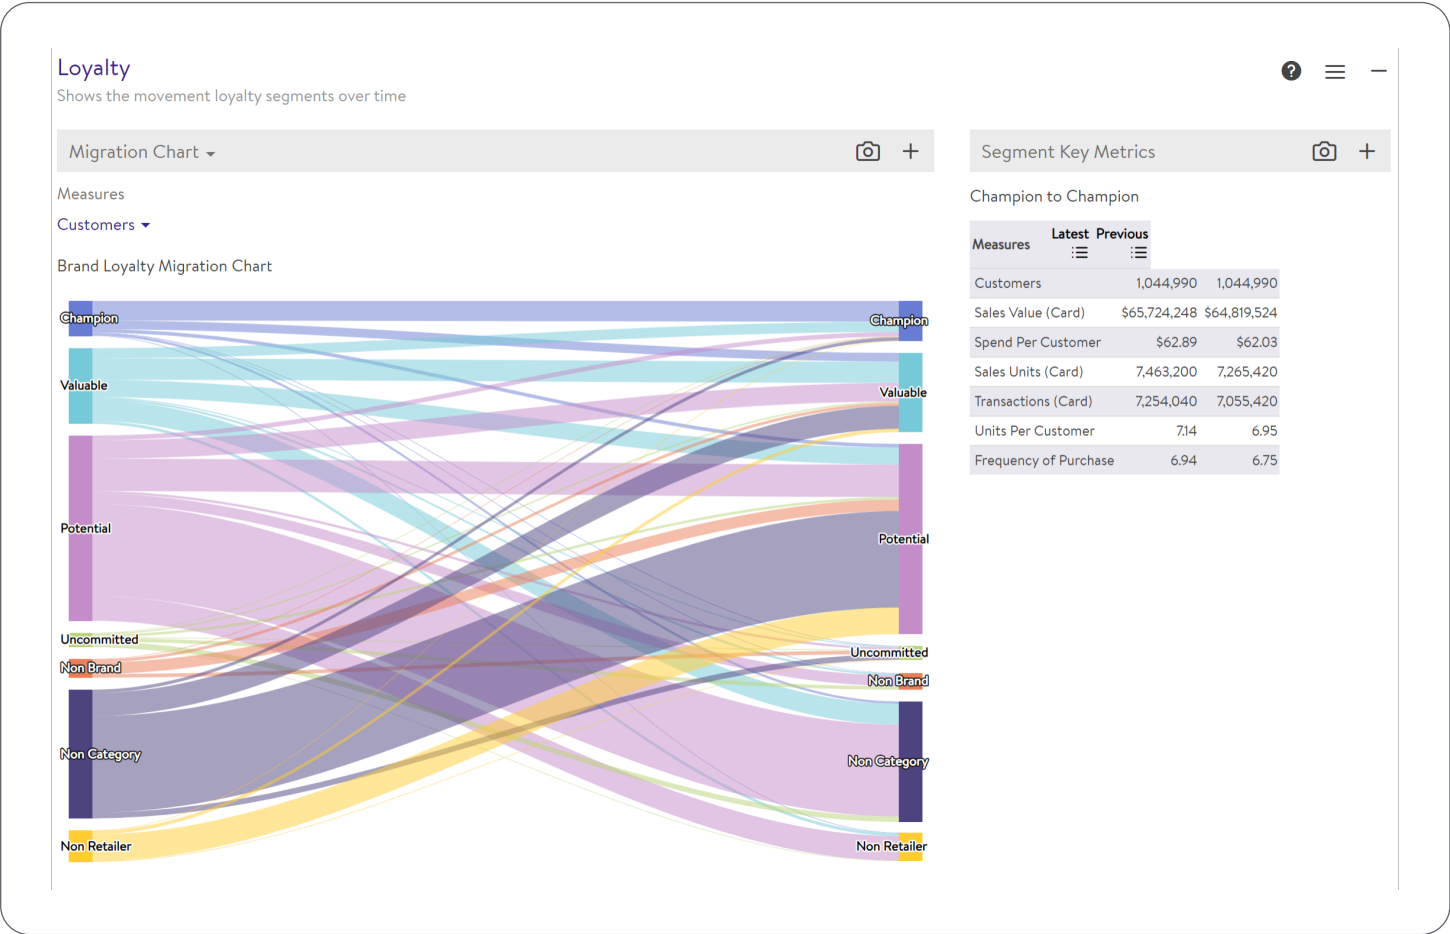 Loyalty
Shows the movement loyalty segments over time
?
Migration Chart
Measures
Customers
Brand Loyalty Migration Chart
Champion
Valuable
Potential
Uncommitted
Non Brand
Non Category
Non Retailer
Champion
Valuable
Potential
Uncommitted
Non Brand
Non Category
Non Retailer
Segment Key Metrics
Champion to Champion
Measures Latest Previous
Customers 1,044,990 1,044,990
Sales Value (Card) $65,724,248 $64,819,524
Spend Per Customer $62.89 $62.03
Sales Units (Card) 7,463,200 7,265,420
Transactions (Card) 7,254,040 7,055,420
Units Per Customer 7.14 6.95
Frequency of Purchase 6.94 6.75